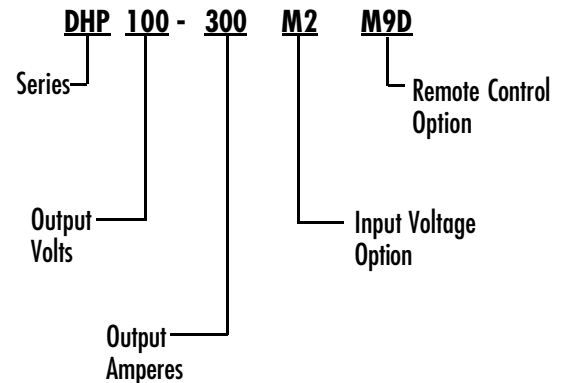 DHP 100 - 300 M2 M9D
Series
Remote Control
Option
Output
Volts
Input Voltage
Option
Output
Amperes